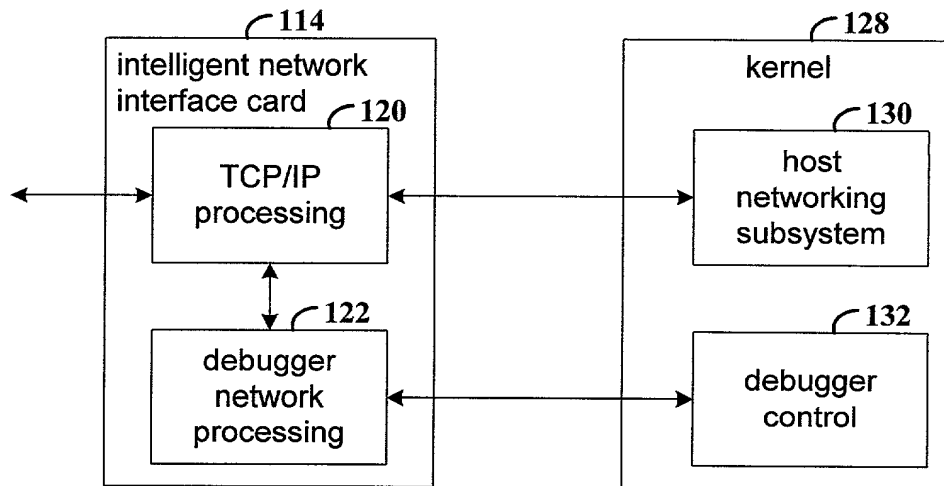 114
intelligent network
interface card
120
TCP/IP
processing
122
debugger
network
processing
128
kernel
130
host
networking
subsystem
132
debugger
control